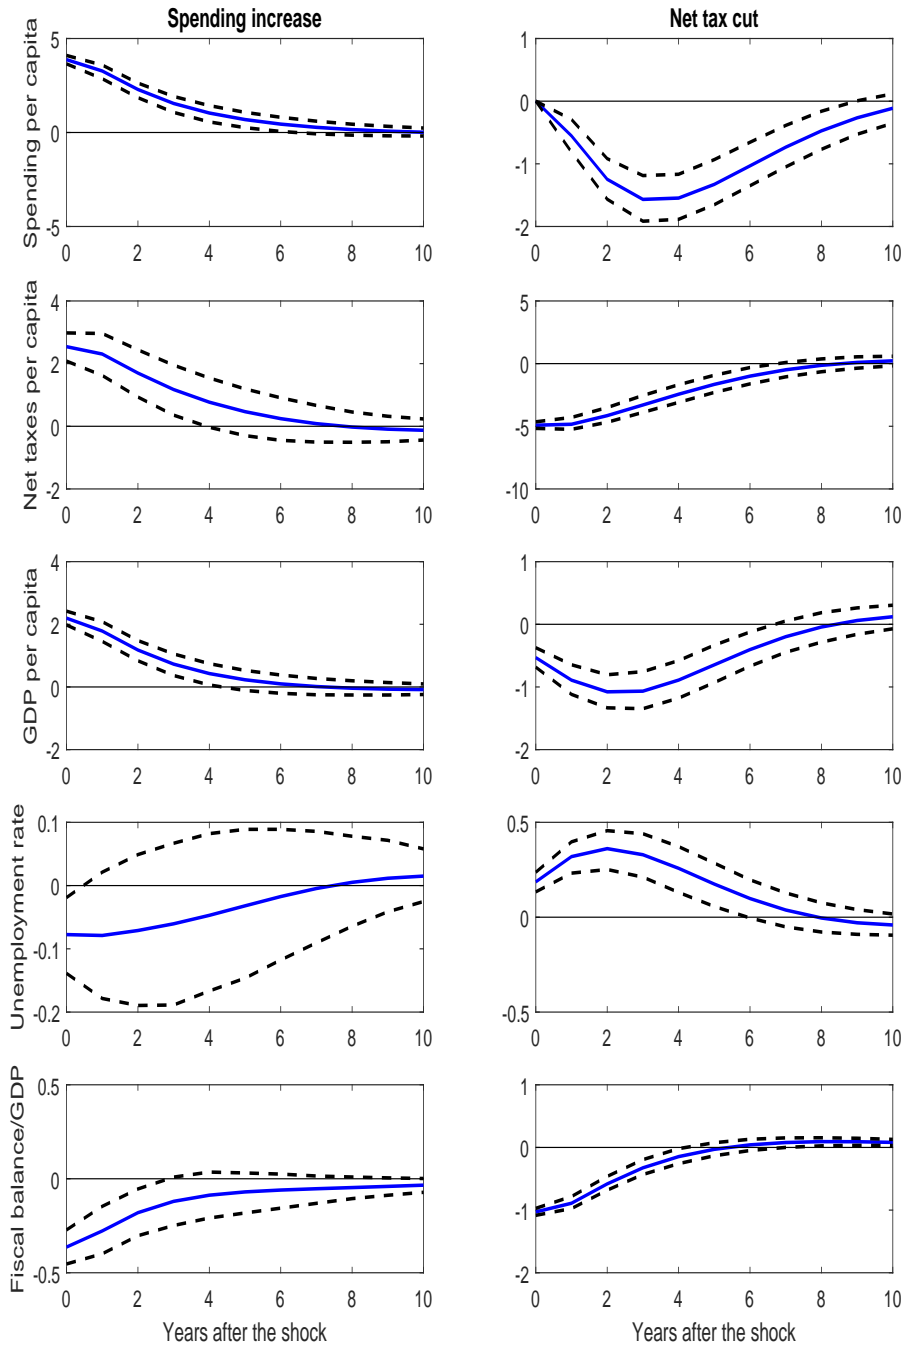 Spending increase
Net tax cut
Spending per capita
5
0
-5
0 2 4 6 8 10
1
0
-1
-2
0 2 4 6 8 10
Net taxes per capita
4
2
0
-2
0 2 4 6 8 10
5
0
-5
-10
0 2 4 6 8 10
GDP per capita
4
2
0
-2
0 2 4 6 8 10
1
0
-1
-2
0 2 4 6 8 10
Unemployment rate
0.1
0
-0.1
-0.2
0 2 4 6 8 10
0.5
0
-0.5
0 2 4 6 8 10
Fiscal balance/GDP
0.5
0
-0.5
0 2 4 6 8 10
Years after the shock
1
0
-1
-2
0 2 4 6 8 10
Years after the shock